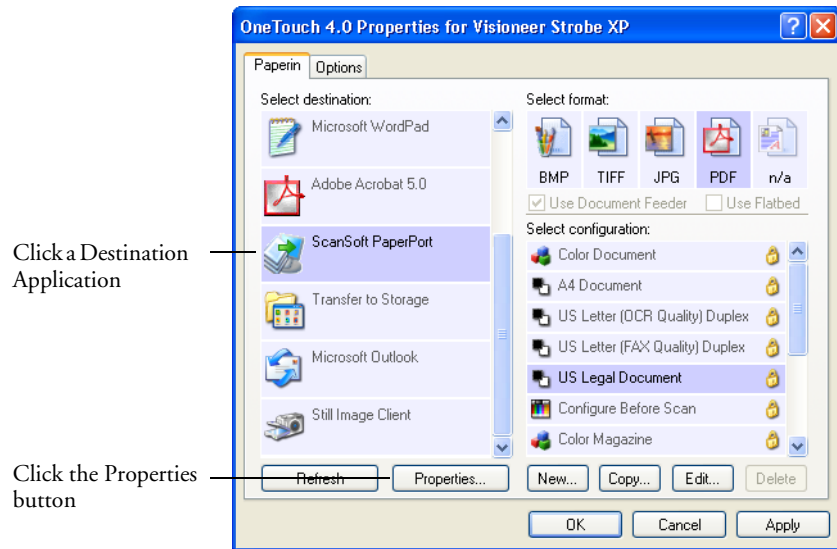 OneTouch 4.0 Properties for Visioneer Strobe XP
Paperin
Options
Select destination:
Microsoft WordPad
Adobe Acrobat 5.0
ScanSoft PaperPort
Transfer to Storage
Microsoft Outlook
Still Image Client
Refresh
Properties...
Select format:
BMP TIFF JPG PDF n/a
Use Document Feeder
Use Flatbed
Select configuration:
Color Document
A4 Document
US Letter (OCR Quality) Duplex
US Letter (FAX Quality) Duplex
US Legal Document
Configure Before Scan
Color Magazine
New... Copy... Edit... Delete
OK Cancel Apply
Click a Destination
Application
Click the Properties
button